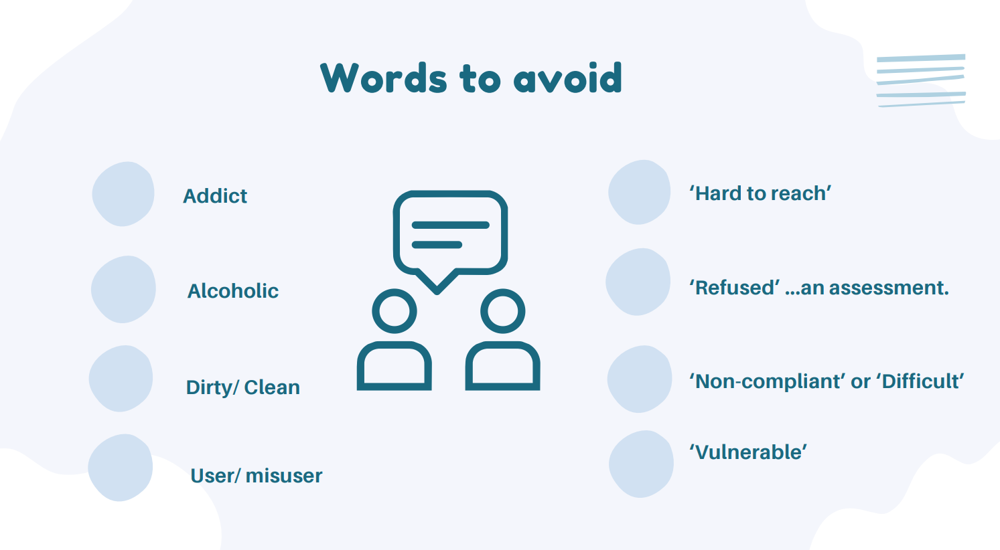 Words to avoid
Addict
Alcoholic
Dirty/ Clean
User/ misuser
‘Hard to reach’
‘Refused’ ...an assessment.
‘Non-compliant’ or ‘Difficult’
‘Vulnerable’